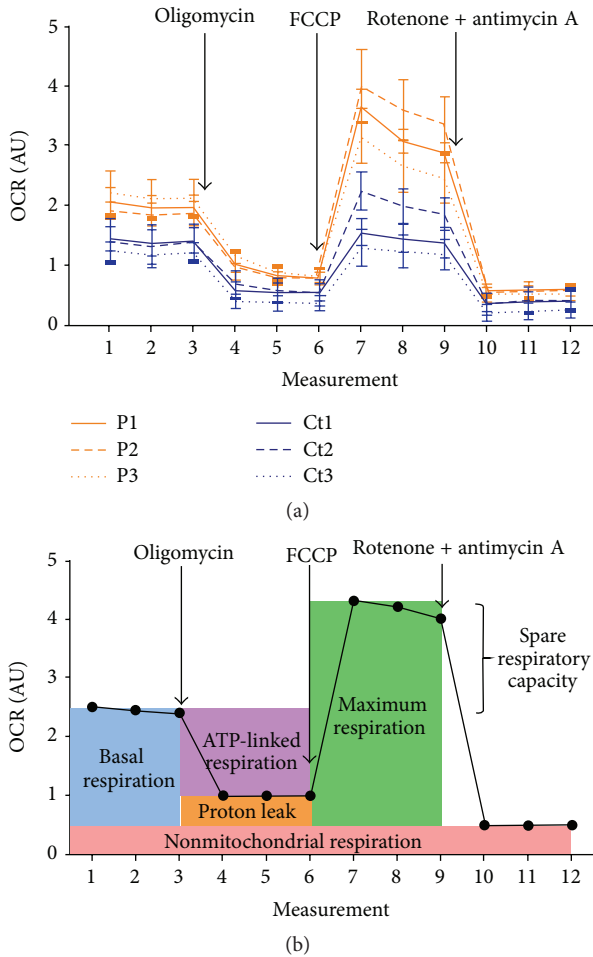 Oligomycin
FCCP
Rotenone + antimycin A
5
4
3
2
1
0
OCR (AU)
1 2 3 4 5 6 7 8 9 10 11 12
Measurement
P1
P2
P3
Ct1
Ct2
Ct3
(a)
Oligomycin
FCCP
Rotenone + antimycin A
5
4
3
2
1
0
OCR (AU)
Basal
respiration
ATP-linked
respiration
Proton leak
Maximum
respiration
Spare
respiratory
capacity
Nonmitochondrial respiration
1 2 3 4 5 6 7 8 9 10 11 12
Measurement
(b)